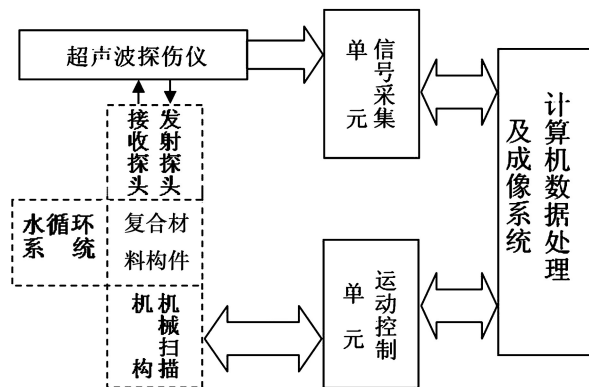 超声波探伤仪
信号采集
单 元
计算机数据处理
及成像系统
接收探头
发射探头
水循环
系 统
复合材
料构件
机械扫描
机 构
运动控制
单 元